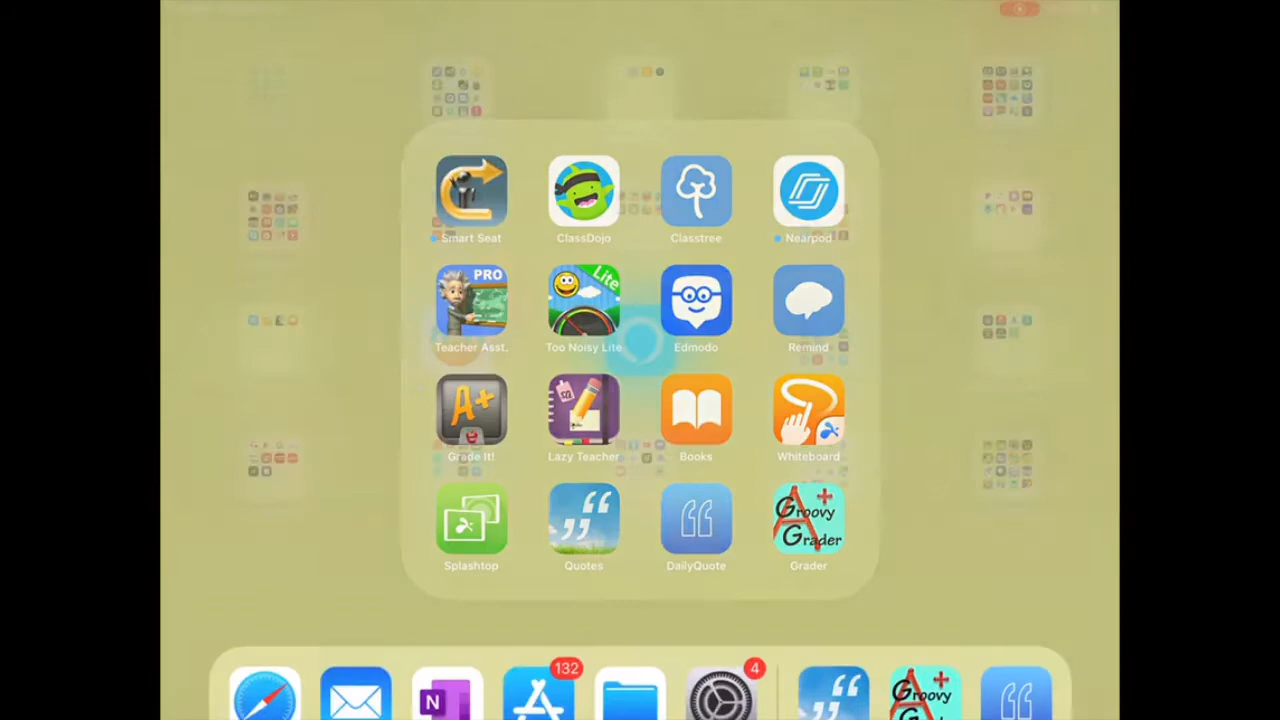 Smart Seat ClassDojo Classtree Nearpod
PRO Lite
Teacher Asst. Too Noisy Lite Edmodo Remind
A+
Grade It! Lazy Teacher Books Whiteboard
A+
Groovy
Grader
Splashtop Quotes DailyQuote Grader
132 4
N
Groovy